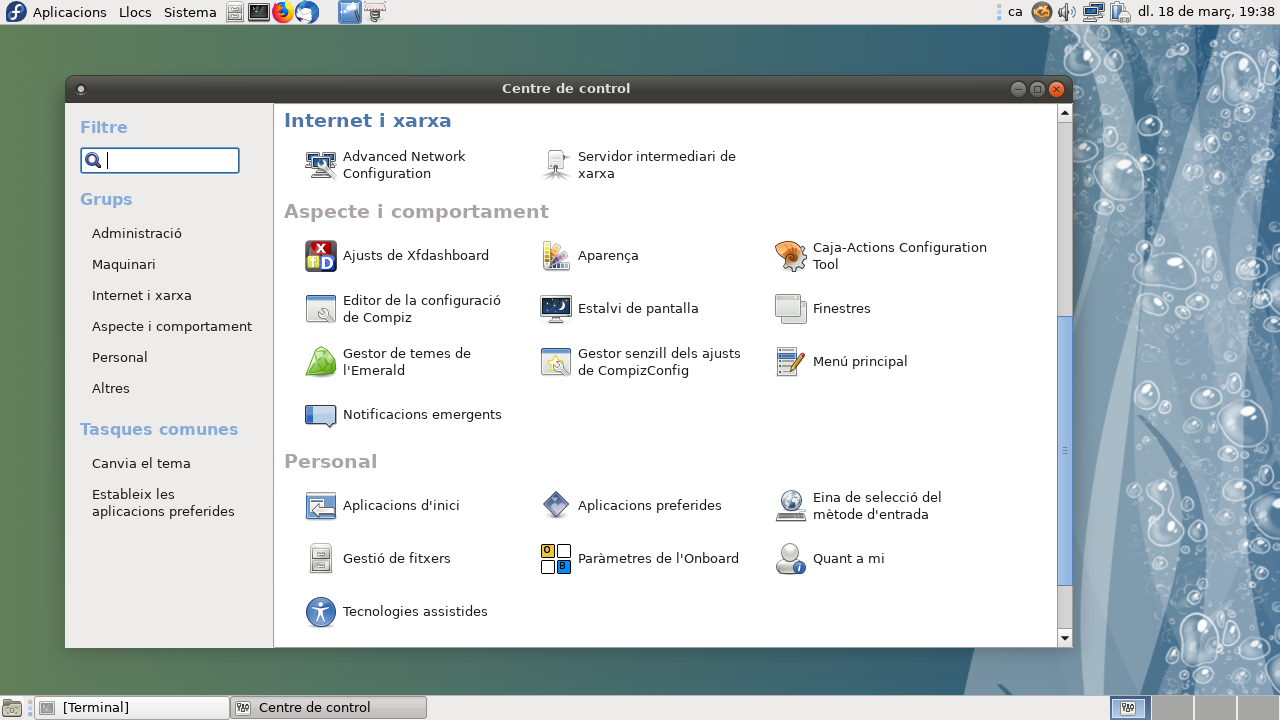 Aplicacions Llocs Sistema
ca
dl. 18 de març, 19:38
Centre de control
Filtre
Grups
Administració
Maquinari
Internet i xarxa
Aspecte i comportament
Personal
Altres
Tasques comunes
Canvia el tema
Estableix les
aplicacions preferides
Internet i xarxa
Advanced Network
Configuration
Servidor intermediari de
xarxa
Aspecte i comportament
Ajusts de Xfdashboard
Aparença
Caja-Actions Configuration
Tool
Editor de la configuració
de Compiz
Estalvi de pantalla
Finestres
Gestor de temes de
l'Emerald
Gestor senzill dels ajusts
de CompizConfig
Menú principal
Notificacions emergents
Personal
Aplicacions d'inici
Aplicacions preferides
Eina de selecció del
mètode d'entrada
Gestió de fitxers
Paràmetres de l'Onboard
Quant a mi
Tecnologies assistides
[Terminal]
Centre de control